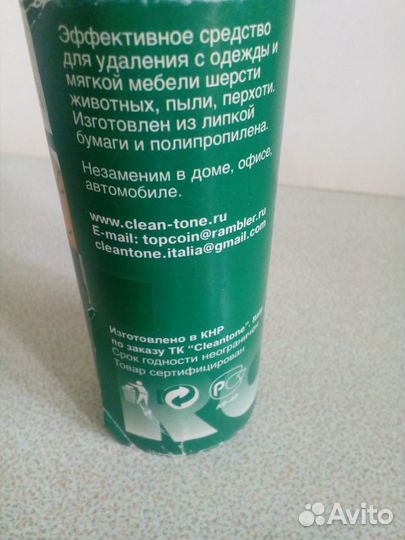 Эффективное средство
для удаления с одежды и
мягкой мебели шерсти
животных, пыли, перхоти.
Изготовлен из липкой
бумаги и полипропилена.
Незаменим в доме, офисе,
автомобиле.
www.clean-tone.ru
E-mail: topcoin@rambler.ru
cleantone.italia@gmail.com
Изготовлено в КНР
по заказу ТК "Cleantone",
Срок годности неограничен
Товар сертифицирован
Avito